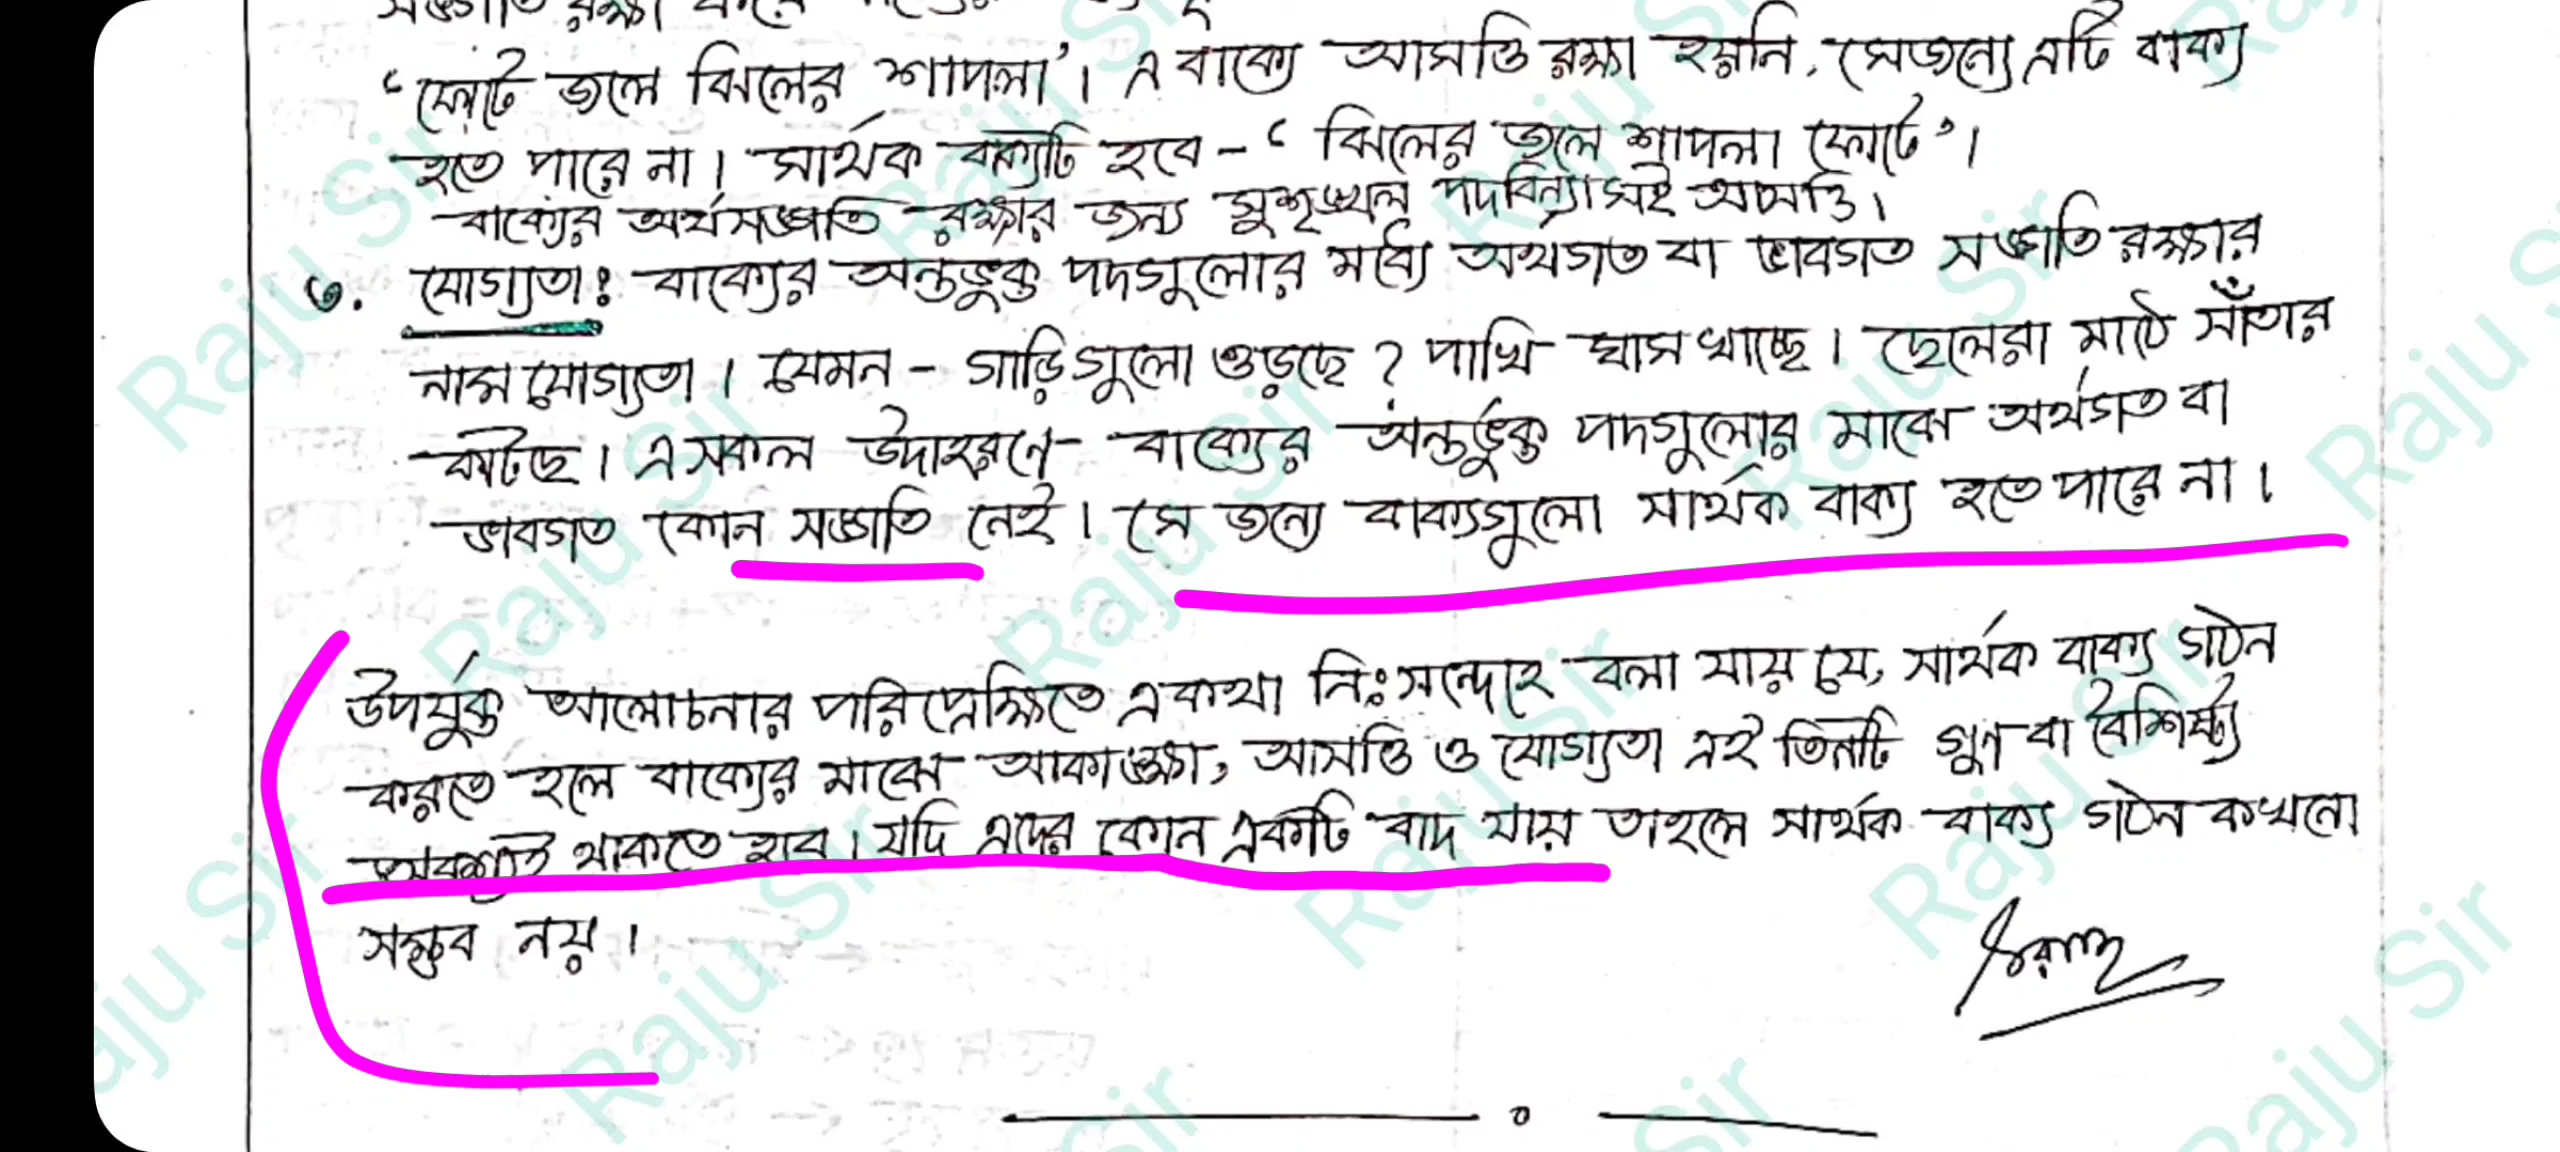 ‘ফোটে জলে ঝিলের শাপলা’। এ বাক্যে আসত্তি রক্ষা হয়নি, সেজন্যে এটি বাক্য
হতে পারে না। সার্থক বাক্যটি হবে – ‘ ঝিলের জলে শাপলা ফোটে’।
বাক্যের অর্থসঙ্গতি রক্ষার জন্য সুশৃঙ্খল পদবিন্যাসই আসত্তি।
৩. যোগ্যতা: বাক্যের অন্তর্ভুক্ত পদগুলোর মধ্যে অর্থগত বা ভাবগত সঙ্গতি রক্ষার
নাম যোগ্যতা। যেমন – গাড়িগুলো ওড়ছে ? পাখি ঘাস খাচ্ছে। ছেলেরা মাঠে সাঁতার
কাটছে। এ সকল উদাহরণে বাক্যের অন্তর্ভুক্ত পদগুলোর মাঝে অর্থগত বা
ভাবগত কোন সঙ্গতি নেই। সে জন্যে বাক্যগুলো সার্থক বাক্য হতে পারে না।
উপর্যুক্ত আলোচনার পরিপ্রেক্ষিতে একথা নিঃসন্দেহে বলা যায় যে, সার্থক বাক্য গঠন
করতে হলে বাক্যের মাঝে আকাঙ্ক্ষা, আসত্তি ও যোগ্যতা এই তিনটি গুণ বা বৈশিষ্ট্য
অবশ্যই থাকতে হবে। যদি এদের কোন একটি বাদ যায় তাহলে সার্থক বাক্য গঠন কখনো
সম্ভব নয়।
Raju Sir